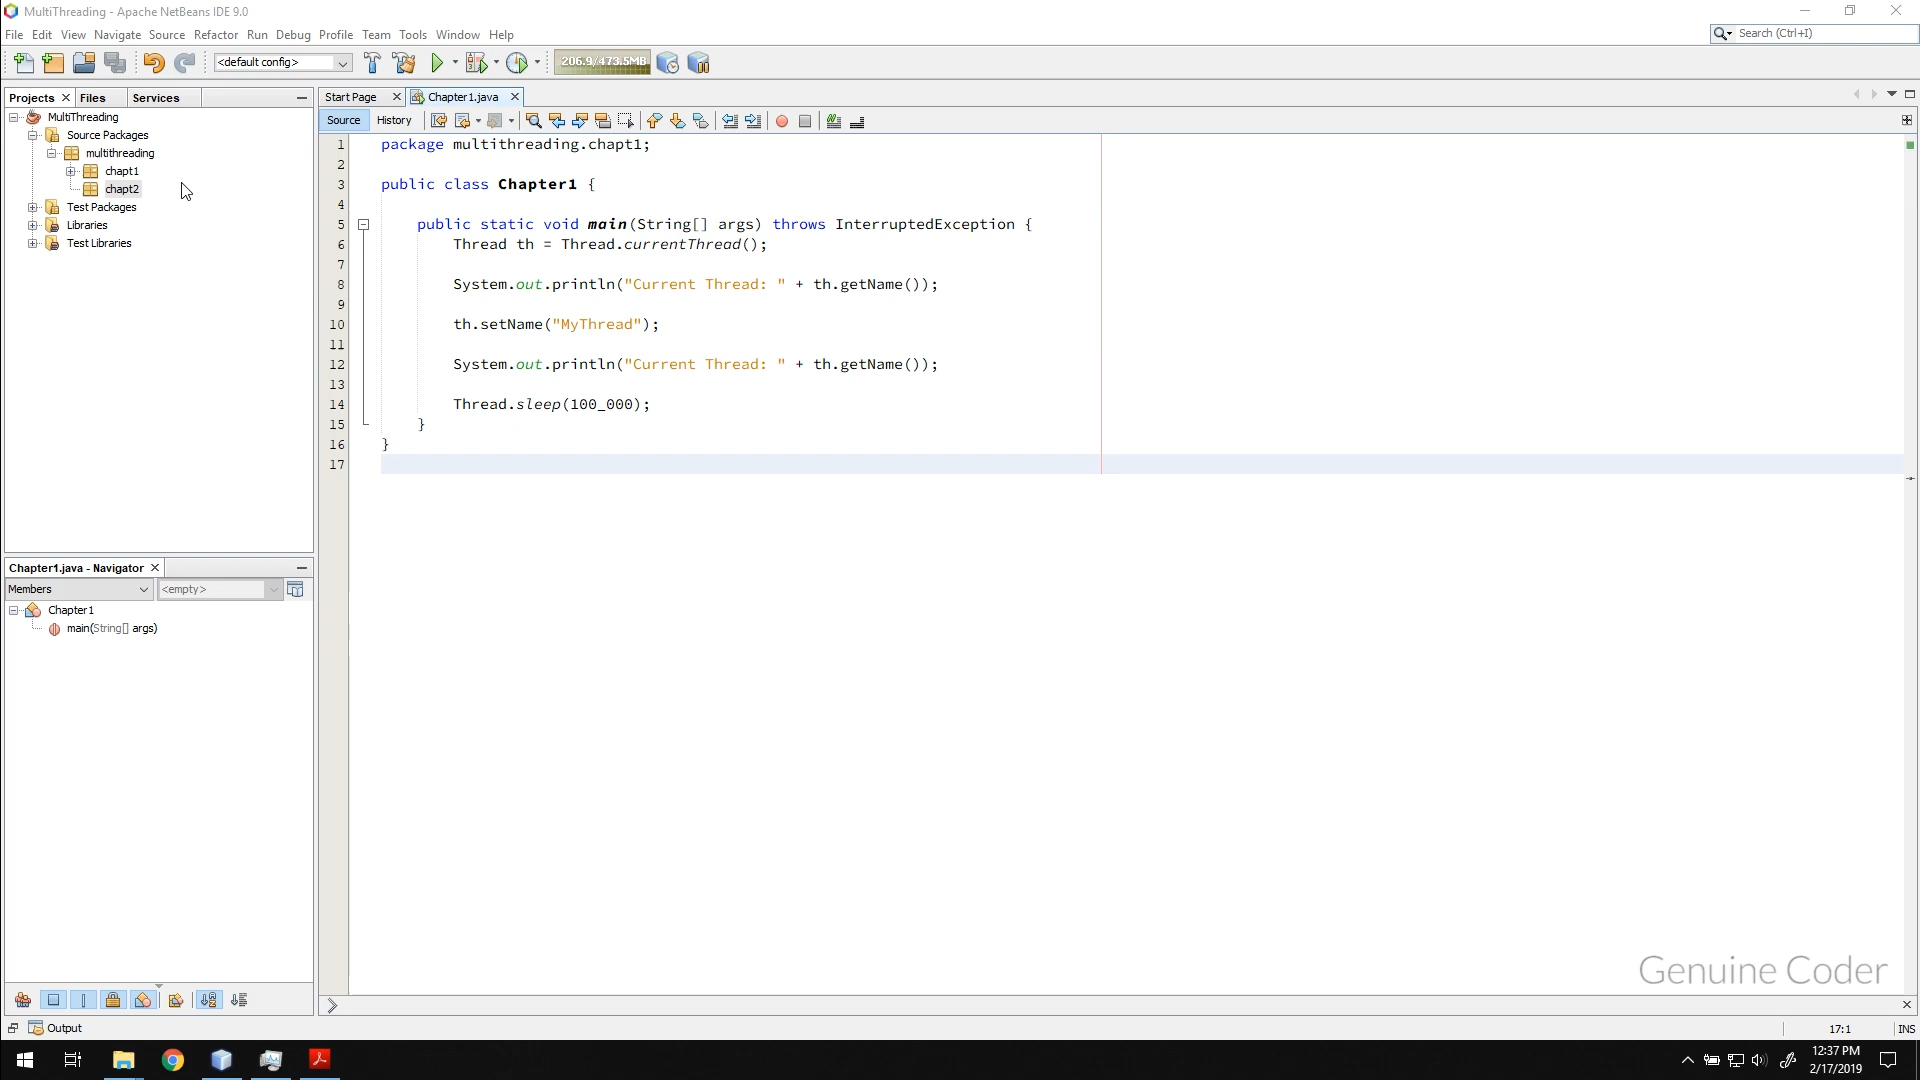 MultiThreading - Apache NetBeans IDE 9.0
File Edit View Navigate Source Refactor Run Debug Profile Team Tools Window Help
Search (Ctrl+I)
<default config>
206.9/473.5MB
Projects Files Services
MultiThreading
Source Packages
multithreading
chapt1
chapt2
Test Packages
Libraries
Test Libraries
Start Page Chapter1.java
Source History
1 package multithreading.chapt1;
2
3 public class Chapter1 {
4
5 public static void main(String[] args) throws InterruptedException {
6 Thread th = Thread.currentThread();
7
8 System.out.println("Current Thread: " + th.getName());
9
10 th.setName("MyThread");
11
12 System.out.println("Current Thread: " + th.getName());
13
14 Thread.sleep(100_000);
15 }
16 }
17
Chapter1.java - Navigator
Members <empty>
Chapter1
main(String[] args)
Genuine Coder
Output
17:1 INS
12:37 PM
2/17/2019